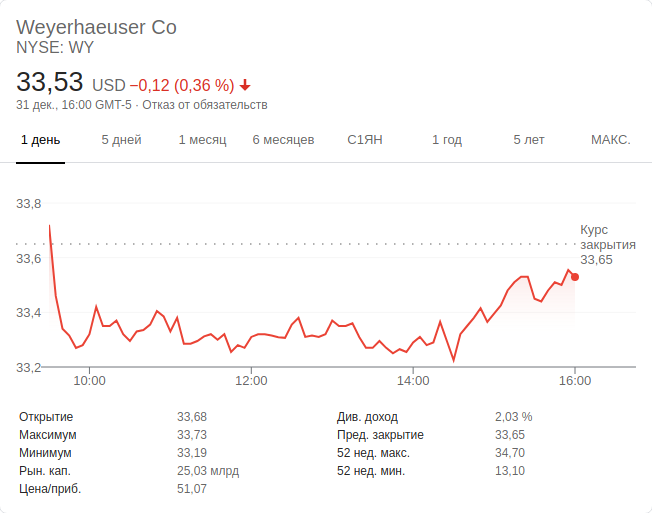 Weyerhaeuser Co
NYSE: WY
33,53 USD −0,12 (0,36 %)
31 дек., 16:00 GMT-5 · Отказ от обязательств
1 день 5 дней 1 месяц 6 месяцев С1ЯН 1 год 5 лет МАКС.
33,8
Курс
закрытия
33,65
33,6
33,4
33,2
10:00 12:00 14:00 16:00
Открытие 33,68 Див. доход 2,03 %
Максимум 33,73 Пред. закрытие 33,65
Минимум 33,19 52 нед. макс. 34,70
Рын. кап. 25,03 млрд 52 нед. мин. 13,10
Цена/приб. 51,07